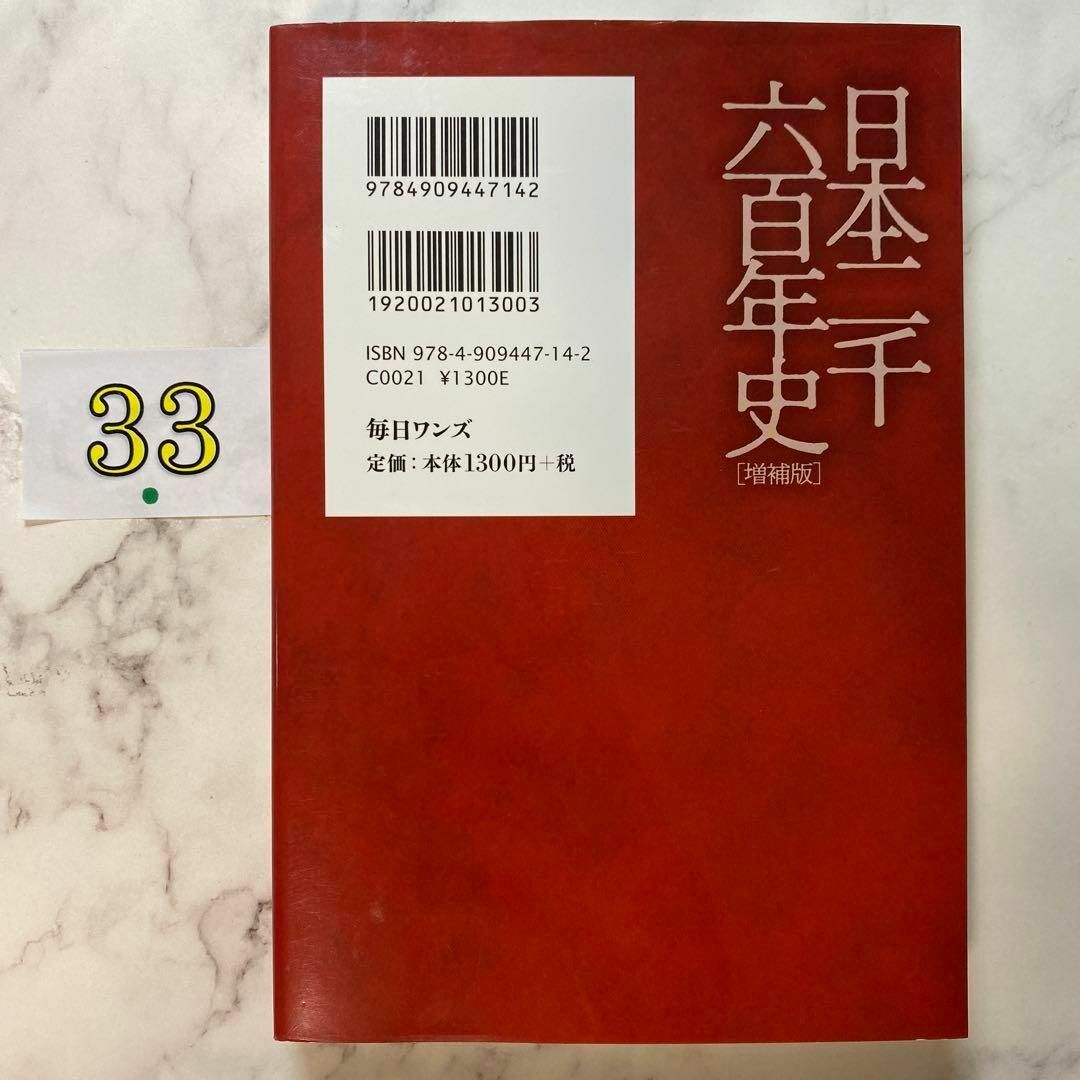 日本二千
六百年史
[増補版]
9784909447142
1920021013003
ISBN 978-4-909447-14-2
C0021 ¥1300E
毎日ワンズ
定価：本体1300円＋税
33